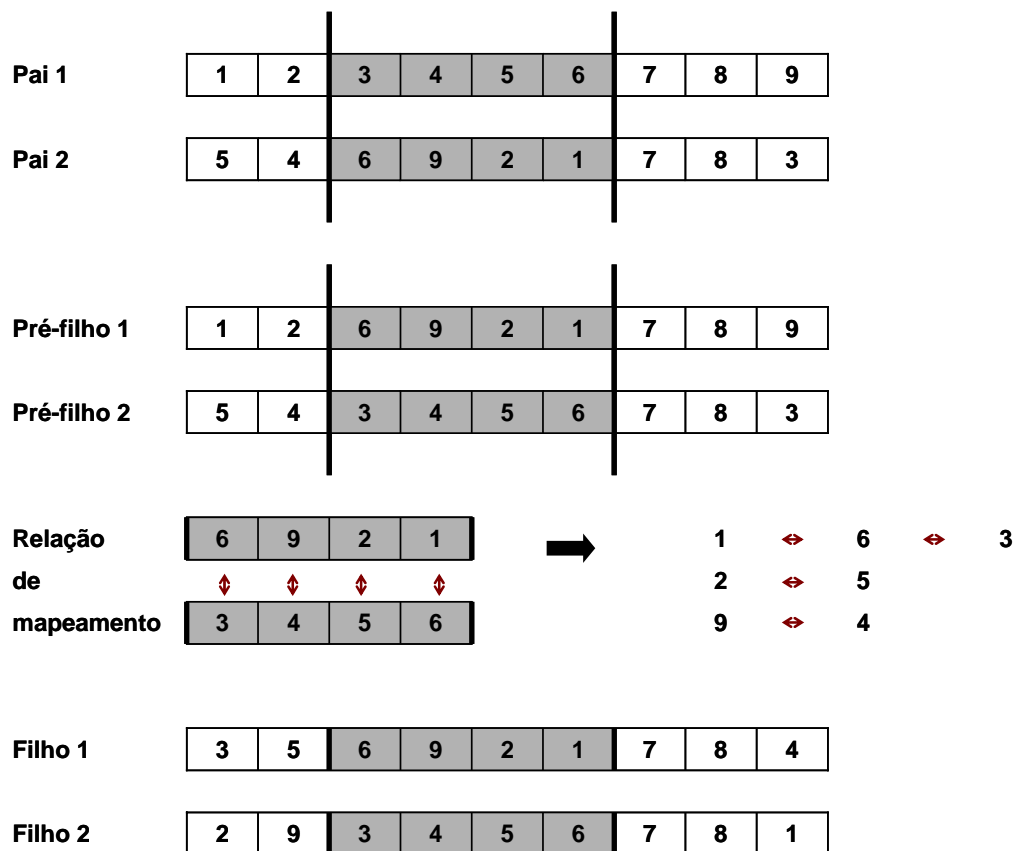 Pai 1 1 2 3 4 5 6 7 8 9
Pai 2 5 4 6 9 2 1 7 8 3
Pré-filho 1 1 2 6 9 2 1 7 8 9
Pré-filho 2 5 4 3 4 5 6 7 8 3
Relação 6 9 2 1 1 6 3
de 2 5
mapeamento 3 4 5 6 9 4
Filho 1 3 5 6 9 2 1 7 8 4
Filho 2 2 9 3 4 5 6 7 8 1